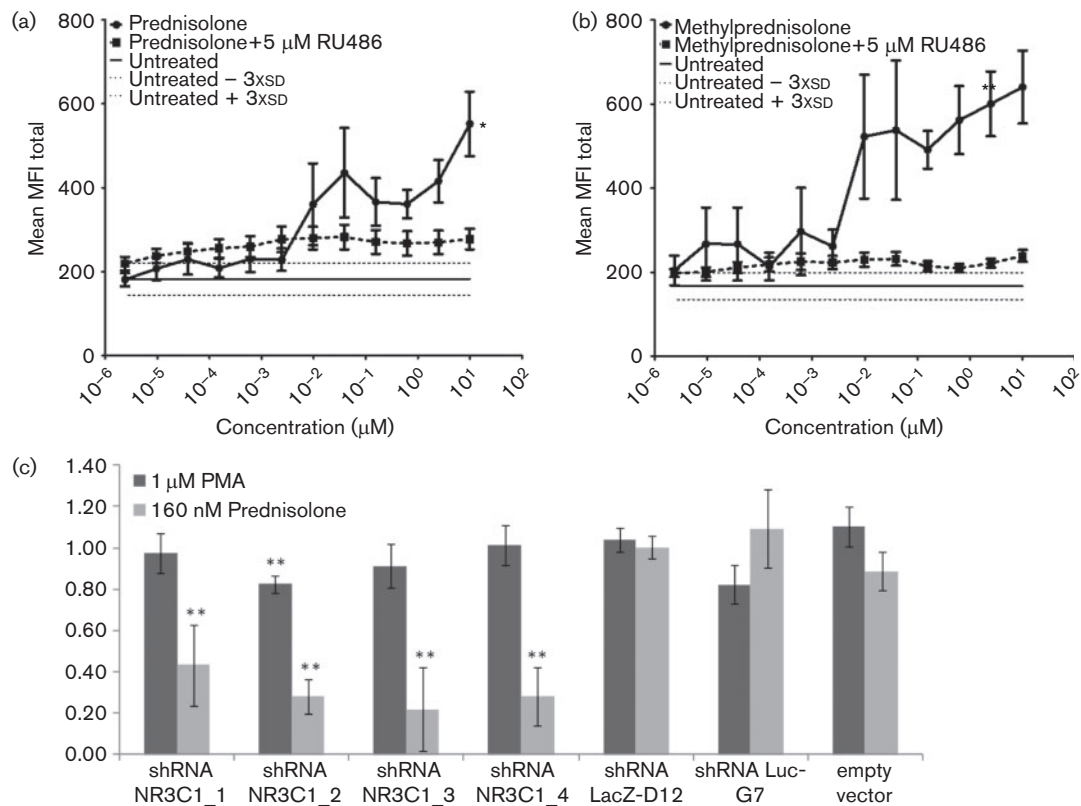 (a)
Prednisolone
Prednisolone+5 μM RU486
Untreated
Untreated – 3xSD
Untreated + 3xSD
800
600
400
200
0
Mean MFI total
*
10⁻⁶ 10⁻⁵ 10⁻⁴ 10⁻³ 10⁻² 10⁻¹ 10⁰ 10¹ 10²
Concentration (μM)
(b)
Methylprednisolone
Methylprednisolone+5 μM RU486
Untreated
Untreated – 3xSD
Untreated + 3xSD
800
600
400
200
0
Mean MFI total
**
10⁻⁶ 10⁻⁵ 10⁻⁴ 10⁻³ 10⁻² 10⁻¹ 10⁰ 10¹ 10²
Concentration (μM)
(c)
1 μM PMA
160 nM Prednisolone
1.40
1.20
1.00
0.80
0.60
0.40
0.20
0.00
**
**
**
**
**
shRNA NR3C1_1
shRNA NR3C1_2
shRNA NR3C1_3
shRNA NR3C1_4
shRNA LacZ-D12
shRNA Luc-G7
empty vector